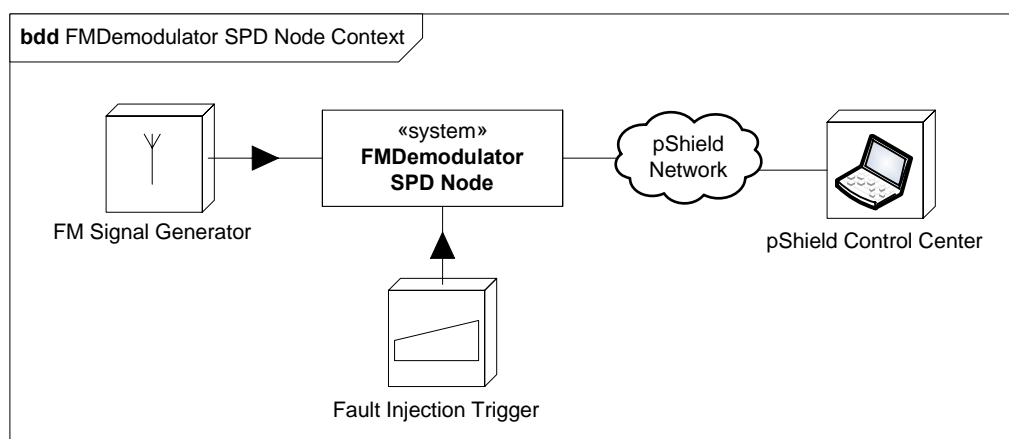 bdd FMDemodulator SPD Node Context
«system»
FMDemodulator
SPD Node
pShield
Network
FM Signal Generator
pShield Control Center
Fault Injection Trigger